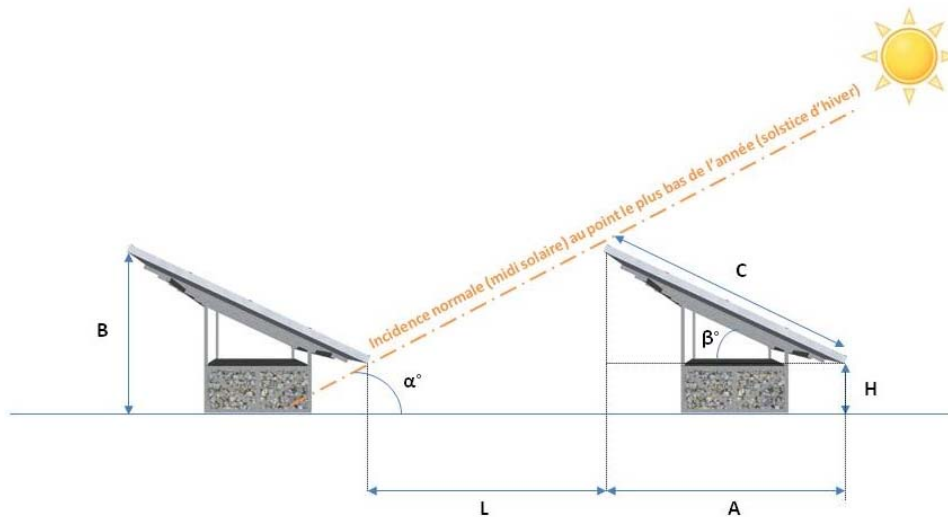 Incidence normale (midi solaire) au point le plus bas de l'année (solstice d'hiver)
C
B
β°
α°
H
L
A